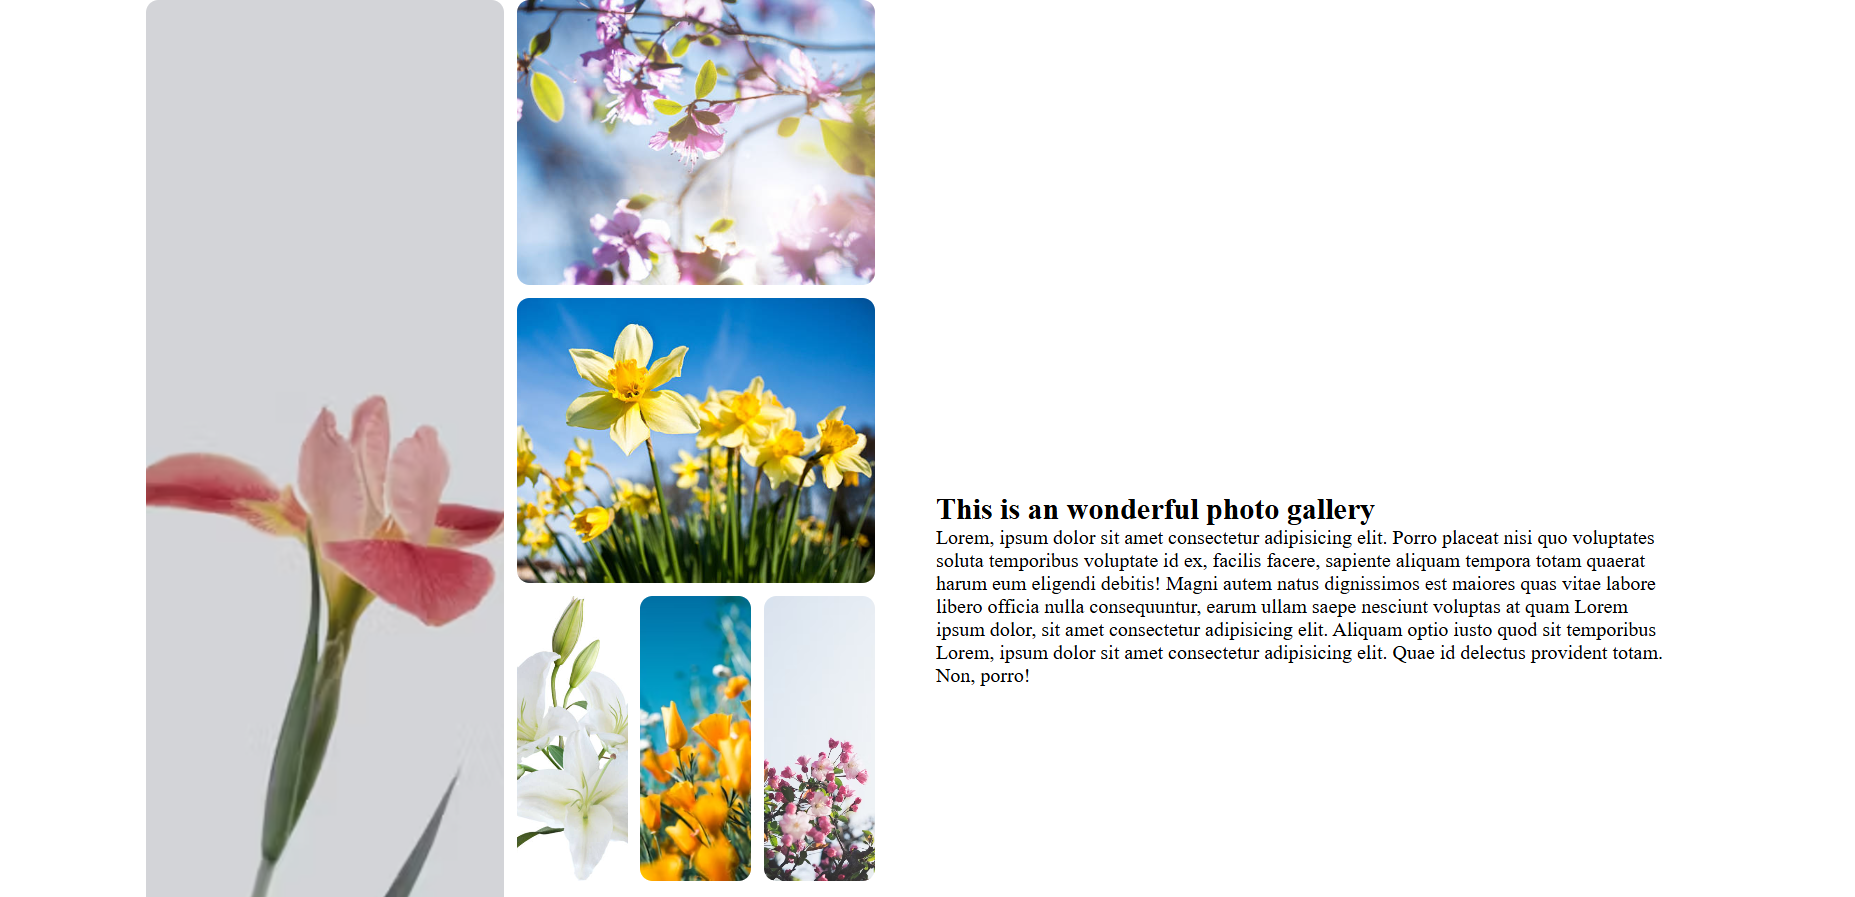 This is an wonderful photo gallery
Lorem, ipsum dolor sit amet consectetur adipisicing elit. Porro placeat nisi quo voluptates
soluta temporibus voluptate id ex, facilis facere, sapiente aliquam tempora totam quaerat
harum eum eligendi debitis! Magni autem natus dignissimos est maiores quas vitae labore
libero officia nulla consequuntur, earum ullam saepe nesciunt voluptas at quam Lorem
ipsum dolor, sit amet consectetur adipisicing elit. Aliquam optio iusto quod sit temporibus
Lorem, ipsum dolor sit amet consectetur adipisicing elit. Quae id delectus provident totam.
Non, porro!